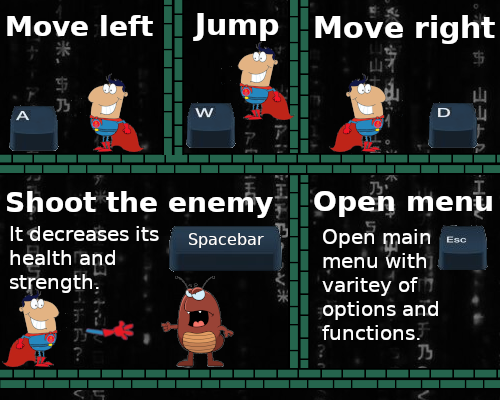 Move left
A
Jump
W
Move right
D
Shoot the enemy
It decreases its
health and
strength.
Spacebar
Open menu
Open main
menu with
varitey of
options and
functions.
Esc